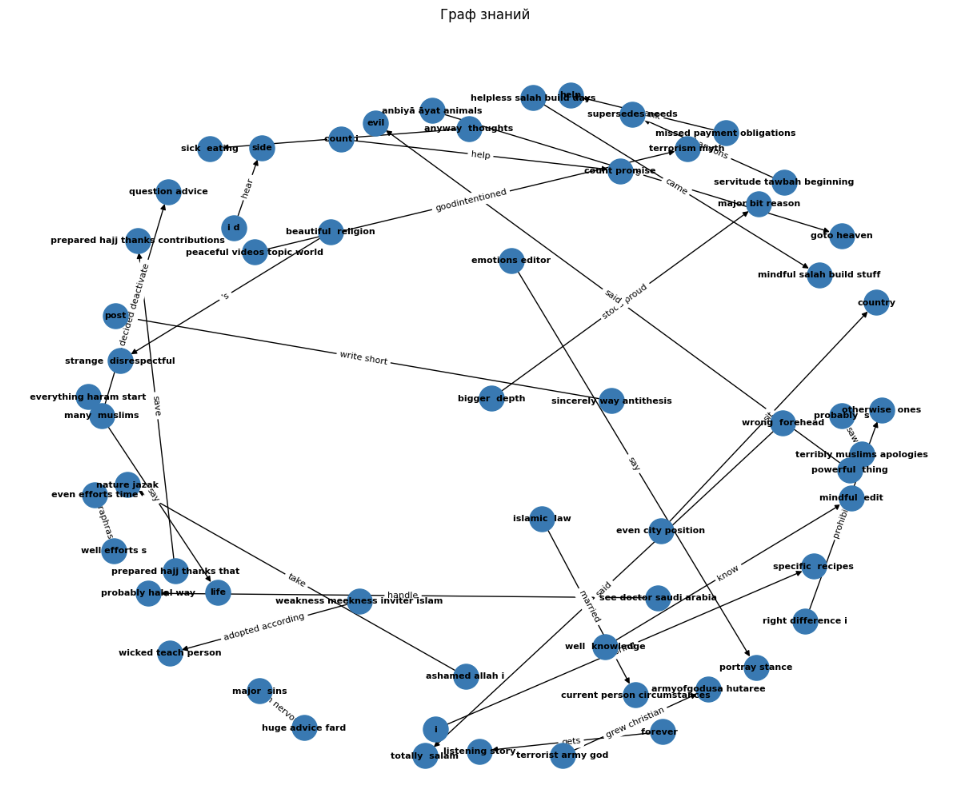 Граф знаний
helpless salah build days
help
anbiyā āyat animals
supersedes needs
evil
anyway thoughts
missed payment obligations
count i
sick eating
side
terrorism myth
help
count promise
came
servitude tawbah beginning
question advice
hear
goodintentioned
major bit reason
i d
beautiful religion
goto heaven
prepared hajj thanks contributions
peaceful videos topic world
emotions editor
mindful salah build stuff
decided deactivate
's
said
country
post
write short
strange disrespectful
everything haram start
bigger depth
sincerely way antithesis
save
many muslims
wrong forehead
probably s
otherwise ones
saw
terribly muslims apologies
say
powerful thing
nature jazak
even efforts time
say
mindful edit
islamic law
even city position
well efforts s
prepared hajj thanks that
know
specific recipes
take
probably halal way
life
handle
said
see doctor saudi arabia
weakness meekness inviter islam
married
adopted according
right difference i
wicked teach person
well knowledge
portray stance
ashamed allah i
major sins
current person circumstances
armyofgodusa hutaree
huge advice fard
grew christian
i
forever
gets
totally salam
listening story
terrorist army god